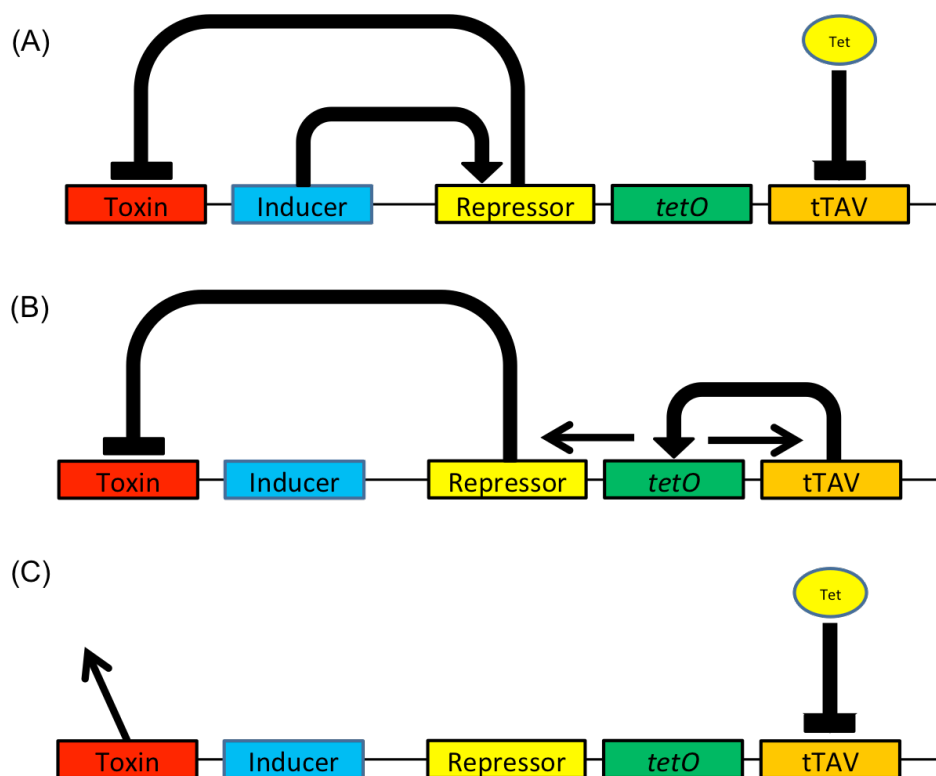 (A)
Tet
Toxin Inducer Repressor tetO tTAV
(B)
Toxin Inducer Repressor tetO tTAV
(C)
Tet
Toxin Inducer Repressor tetO tTAV